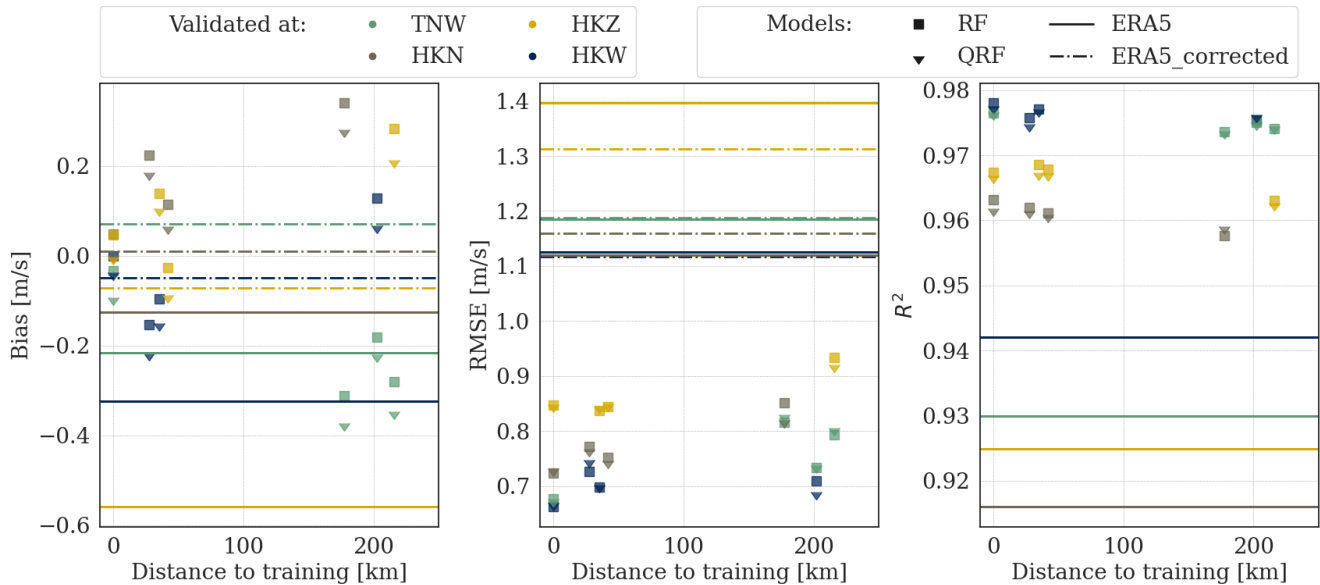 Validated at: TNW HKZ Models: RF ERA5
HKN HKW QRF ERA5_corrected
Bias [m/s]
0.2
0.0
−0.2
−0.4
−0.6
0 100 200
Distance to training [km]
RMSE [m/s]
1.4
1.3
1.2
1.1
1.0
0.9
0.8
0.7
0 100 200
Distance to training [km]
R²
0.98
0.97
0.96
0.95
0.94
0.93
0.92
0 100 200
Distance to training [km]